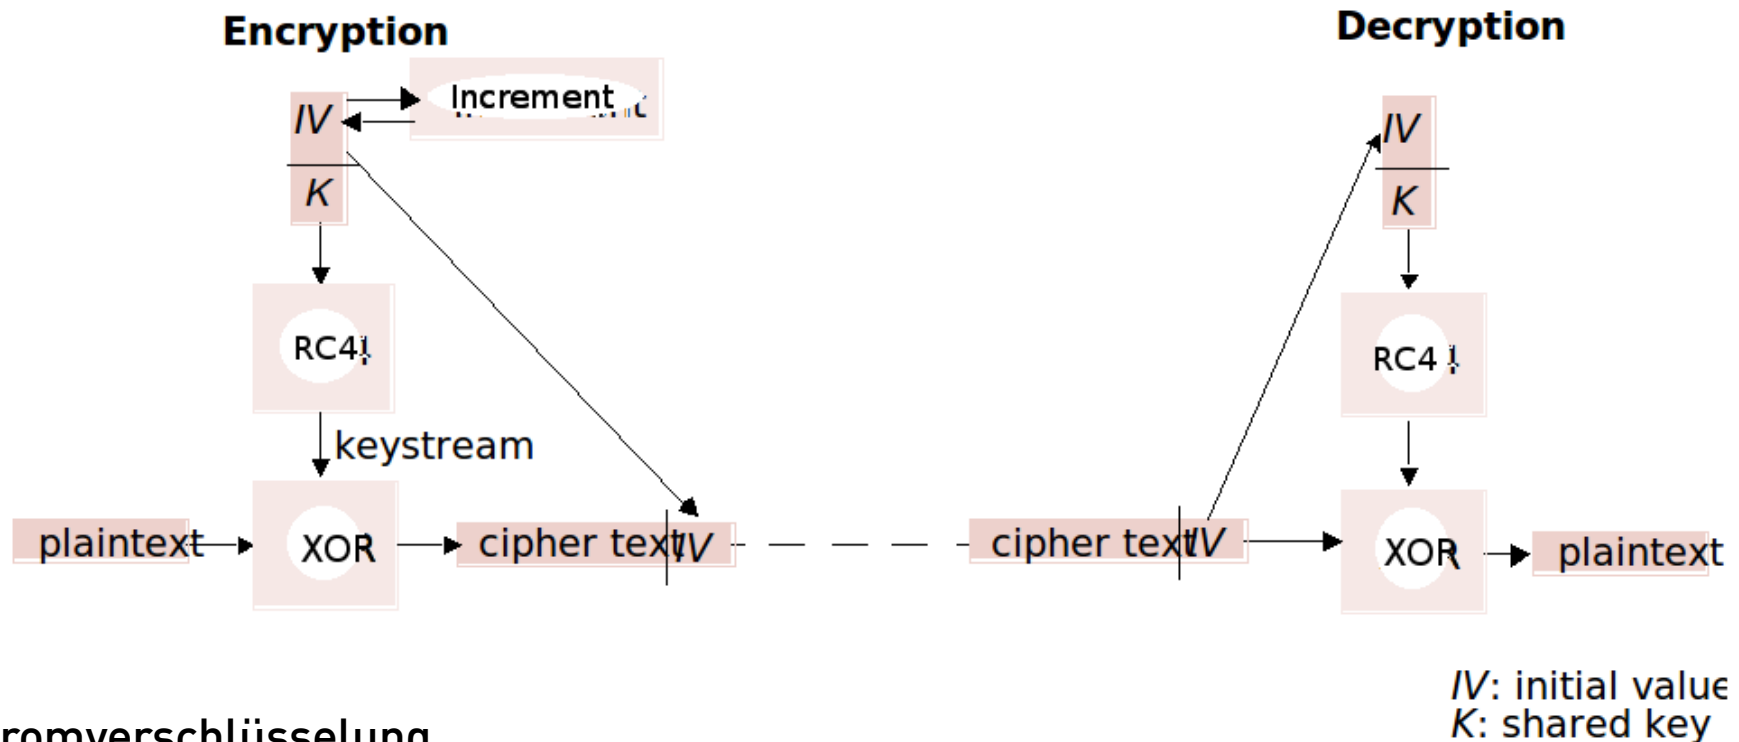 Encryption
Decryption
Increment
IV
K
IV
K
RC4
RC4
keystream
plaintext
XOR
cipher text
IV
cipher text
IV
XOR
plaintext
IV: initial value
K: shared key
romverschlüsselung